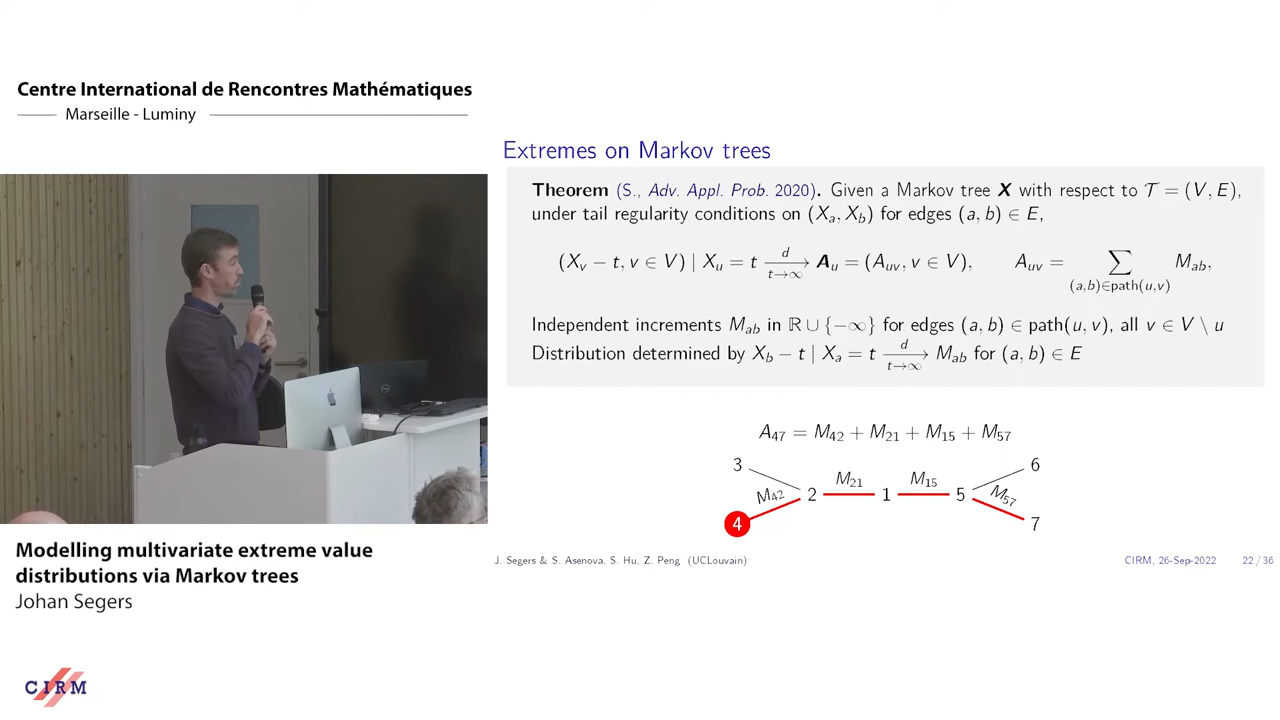 Centre International de Rencontres Mathématiques
Marseille - Luminy
Modelling multivariate extreme value
distributions via Markov trees
Johan Segers
CIRM
Extremes on Markov trees
Theorem (S., Adv. Appl. Prob. 2020). Given a Markov tree X with respect to 𝒯 = (V, E),
under tail regularity conditions on (X_a, X_b) for edges (a, b) ∈ E,
(X_v − t, v ∈ V) | X_u = t →^d_{t→∞} A_u = (A_uv, v ∈ V), A_uv = ∑_{(a,b)∈path(u,v)} M_ab,
Independent increments M_ab in ℝ ∪ {−∞} for edges (a, b) ∈ path(u, v), all v ∈ V \ u
Distribution determined by X_b − t | X_a = t →^d_{t→∞} M_ab for (a, b) ∈ E
A_47 = M_42 + M_21 + M_15 + M_57
3 6
M_21 M_15
M_42 2 1 5 M_57
4 7
J. Segers & S. Asenova, S. Hu, Z. Peng (UCLouvain) CIRM, 26-Sep-2022 22 / 36